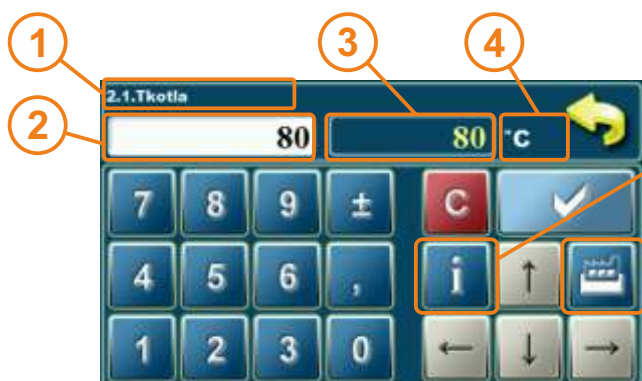 1
3
4
2.1.Tkotla
2
80
80 °C
7 8 9 ± C
4 5 6 , i ↑
1 2 3 0 ← ↓ →